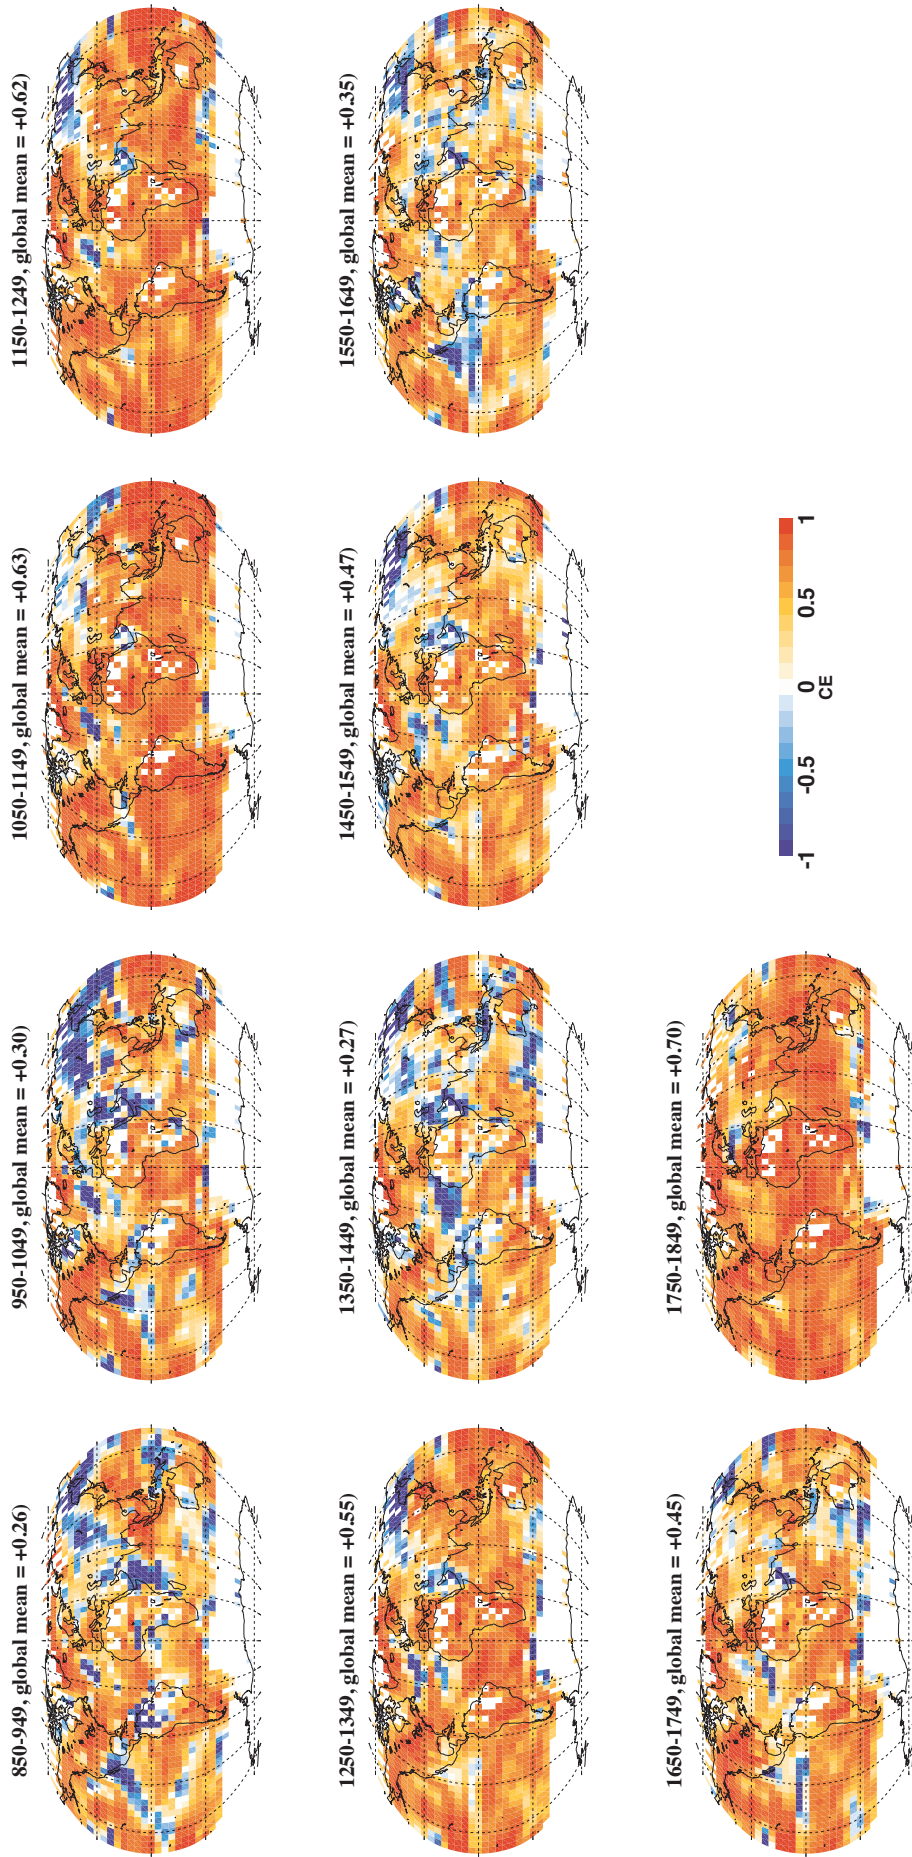 850-949, global mean = +0.26
950-1049, global mean = +0.30
1050-1149, global mean = +0.63
1150-1249, global mean = +0.62
1250-1349, global mean = +0.55
1350-1449, global mean = +0.27
1450-1549, global mean = +0.47
1550-1649, global mean = +0.35
1650-1749, global mean = +0.45
1750-1849, global mean = +0.70
-1 -0.5 0 0.5 1
CE